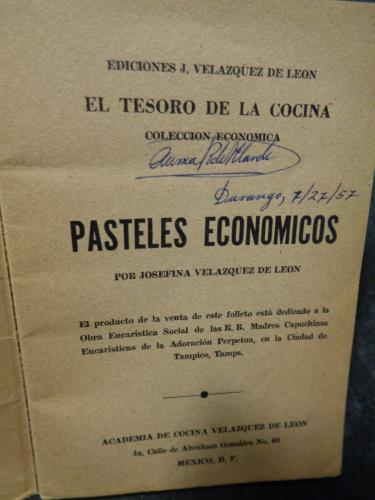 EDICIONES J. VELAZQUEZ DE LEON
EL TESORO DE LA COCINA
COLECCION ECONOMICA
Durango, 7/27/57
PASTELES ECONOMICOS
POR JOSEFINA VELAZQUEZ DE LEON
El producto de la venta de este folleto está dedicado a la
Obra Eucarística Social de las R. R. Madres Capuchinas
Eucarísticas de la Adoración Perpetua, en la Ciudad de
Tampico, Tamps.
ACADEMIA DE COCINA VELAZQUEZ DE LEON
4a. Calle de Abraham González No. 68
MEXICO, D. F.